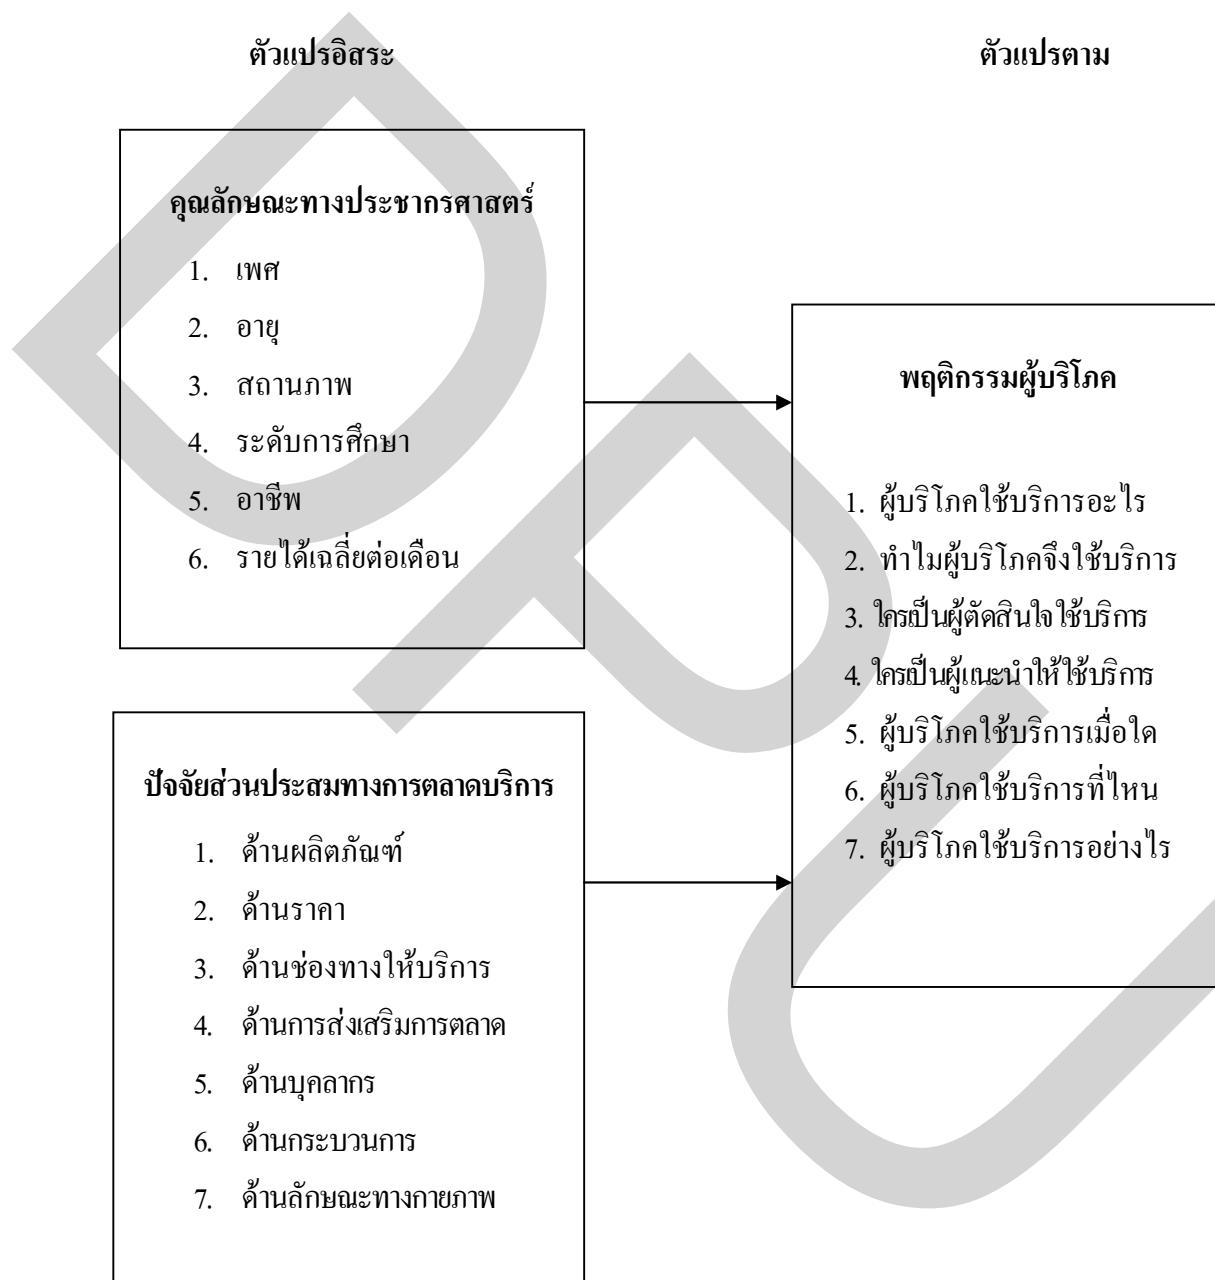 ตัวแปรอิสระ
ตัวแปรตาม
คุณลักษณะทางประชากรศาสตร์
1. เพศ
2. อายุ
3. สถานภาพ
4. ระดับการศึกษา
5. อาชีพ
6. รายได้เฉลี่ยต่อเดือน
ปัจจัยส่วนประสมทางการตลาดบริการ
1. ด้านผลิตภัณฑ์
2. ด้านราคา
3. ด้านช่องทางให้บริการ
4. ด้านการส่งเสริมการตลาด
5. ด้านบุคลากร
6. ด้านกระบวนการ
7. ด้านลักษณะทางกายภาพ
พฤติกรรมผู้บริโภค
1. ผู้บริโภคใช้บริการอะไร
2. ทำไมผู้บริโภคจึงใช้บริการ
3. ใครเป็นผู้ตัดสินใจใช้บริการ
4. ใครเป็นผู้แนะนำให้ใช้บริการ
5. ผู้บริโภคใช้บริการเมื่อใด
6. ผู้บริโภคใช้บริการที่ไหน
7. ผู้บริโภคใช้บริการอย่างไร
DPU